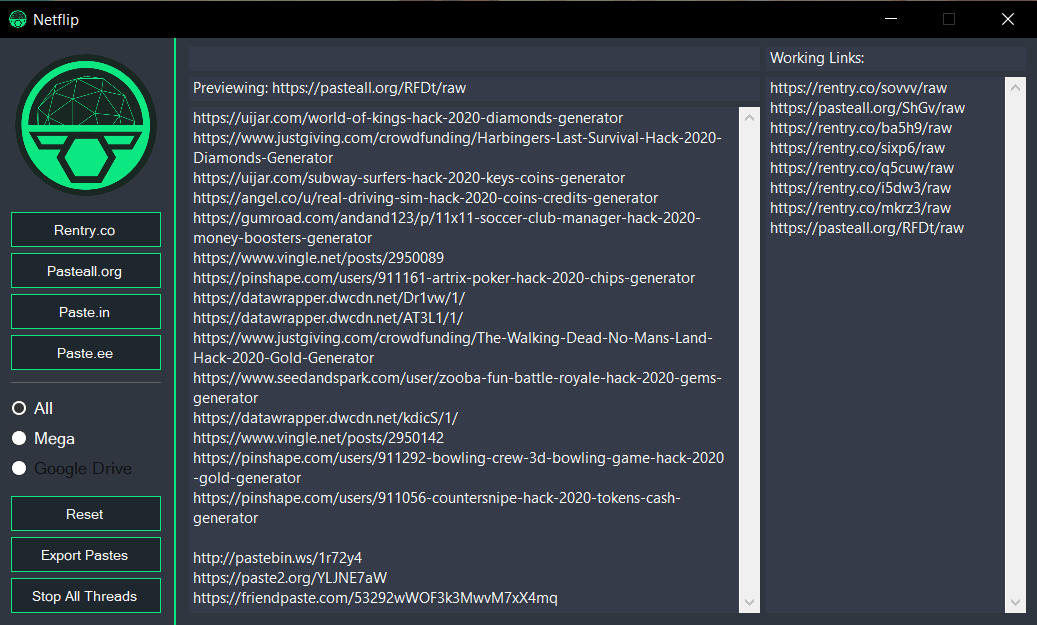 Netflip
Rentry.co
Pasteall.org
Paste.in
Paste.ee
All
Mega
Google Drive
Reset
Export Pastes
Stop All Threads
Previewing: https://pasteall.org/RFDt/raw
https://uijar.com/world-of-kings-hack-2020-diamonds-generator
https://www.justgiving.com/crowdfunding/Harbingers-Last-Survival-Hack-2020-
Diamonds-Generator
https://uijar.com/subway-surfers-hack-2020-keys-coins-generator
https://angel.co/u/real-driving-sim-hack-2020-coins-credits-generator
https://gumroad.com/andand123/p/11x11-soccer-club-manager-hack-2020-
money-boosters-generator
https://www.vingle.net/posts/2950089
https://pinshape.com/users/911161-artrix-poker-hack-2020-chips-generator
https://datawrapper.dwcdn.net/Dr1vw/1/
https://datawrapper.dwcdn.net/AT3L1/1/
https://www.justgiving.com/crowdfunding/The-Walking-Dead-No-Mans-Land-
Hack-2020-Gold-Generator
https://www.seedandspark.com/user/zooba-fun-battle-royale-hack-2020-gems-
generator
https://datawrapper.dwcdn.net/kdicS/1/
https://www.vingle.net/posts/2950142
https://pinshape.com/users/911292-bowling-crew-3d-bowling-game-hack-2020
-gold-generator
https://pinshape.com/users/911056-countersnipe-hack-2020-tokens-cash-
generator
http://pastebin.ws/1r72y4
https://paste2.org/YLJNE7aW
https://friendpaste.com/53292wWOF3k3MwvM7xX4mq
Working Links:
https://rentry.co/sovvv/raw
https://pasteall.org/ShGv/raw
https://rentry.co/ba5h9/raw
https://rentry.co/sixp6/raw
https://rentry.co/q5cuw/raw
https://rentry.co/i5dw3/raw
https://rentry.co/mkrz3/raw
https://pasteall.org/RFDt/raw